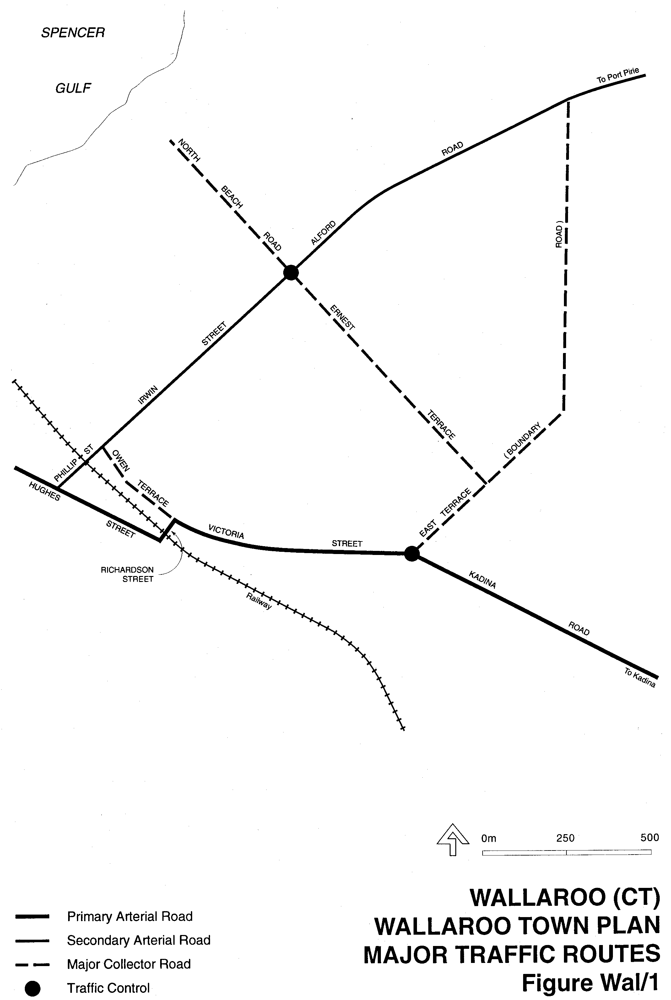 SPENCER
GULF
To Port Pirie
NORTH
BEACH
ROAD
ALFORD
ROAD
ROAD )
ERNEST
TERRACE
STREET
IRWIN
( BOUNDARY
PHILLIP ST
OWEN
TERRACE
HUGHES
STREET
EAST TERRACE
VICTORIA
STREET
RICHARDSON
STREET
KADINA
ROAD
Railway
To Kadina
0m 250 500
WALLAROO (CT)
WALLAROO TOWN PLAN
MAJOR TRAFFIC ROUTES
Figure Wal/1
Primary Arterial Road
Secondary Arterial Road
Major Collector Road
Traffic Control